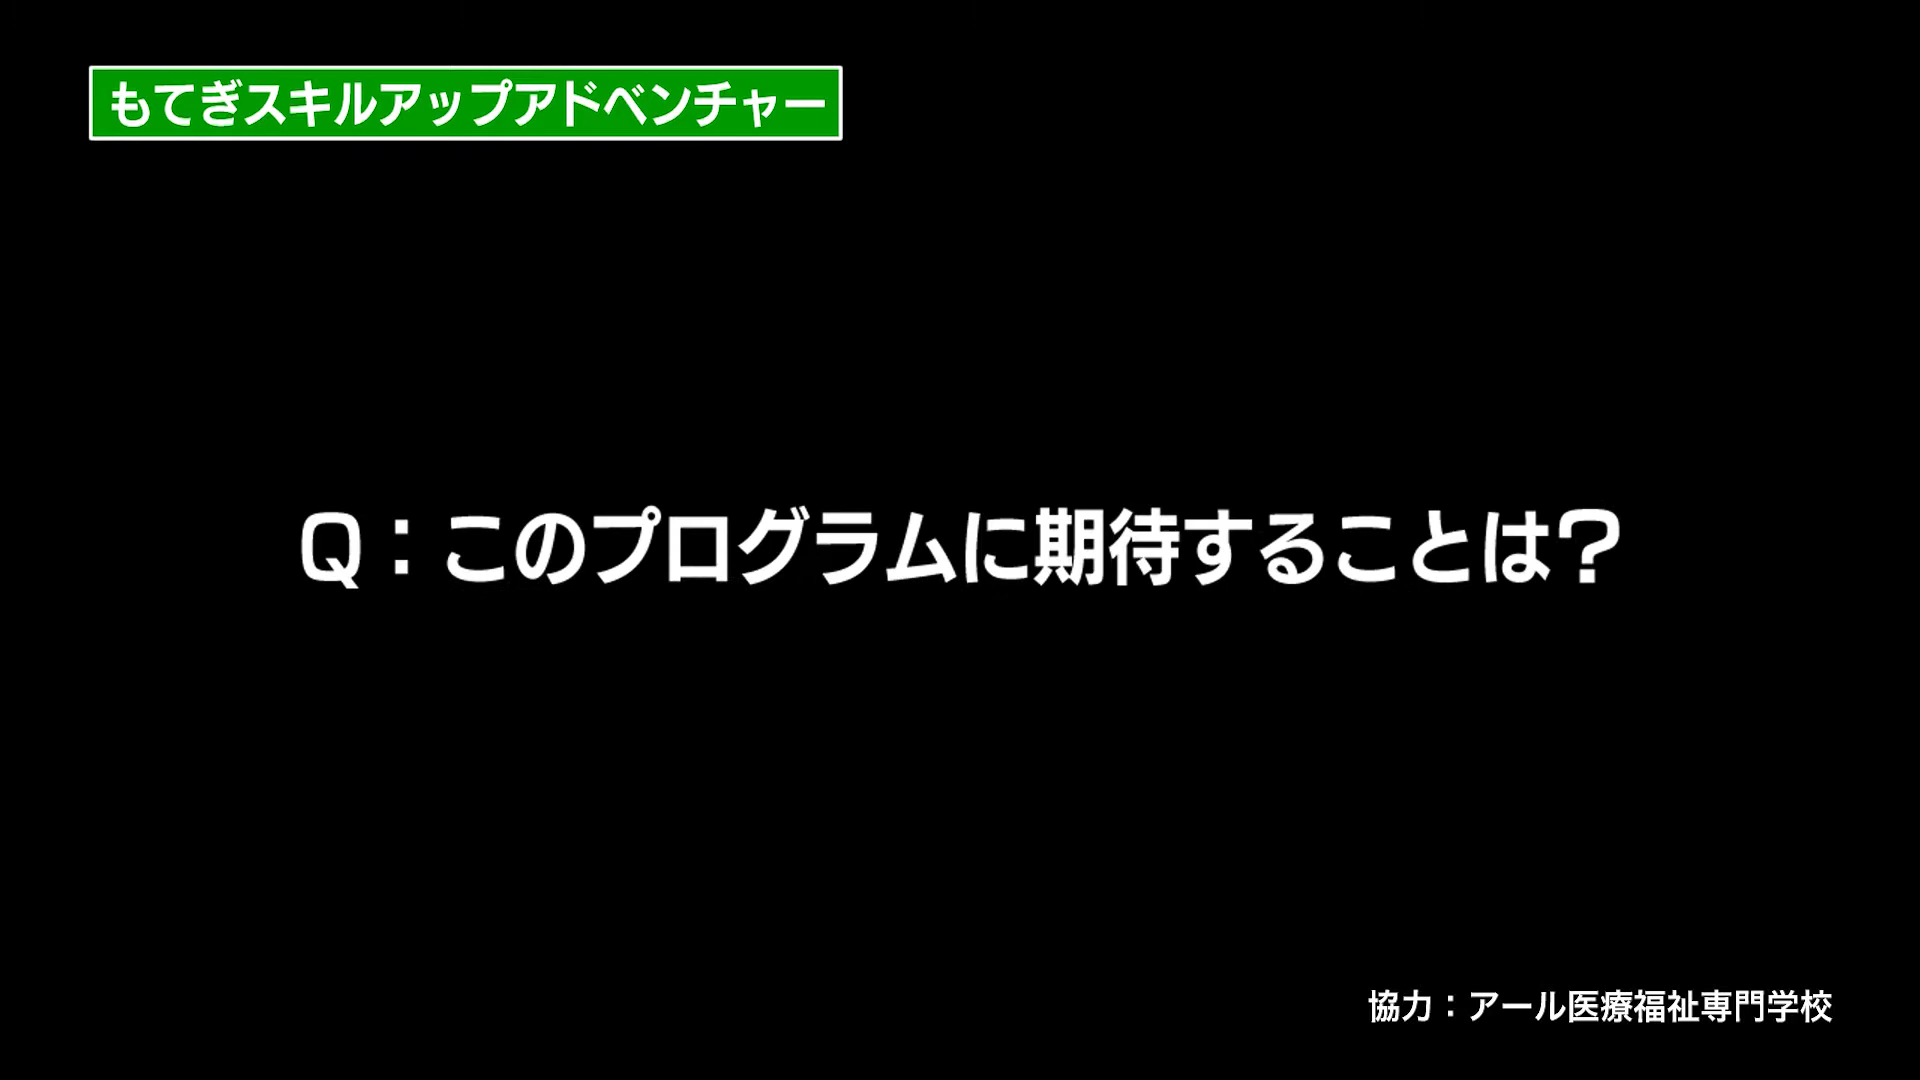 もてぎスキルアップアドベンチャー
Q：このプログラムに期待することは？
協力：アール医療福祉専門学校